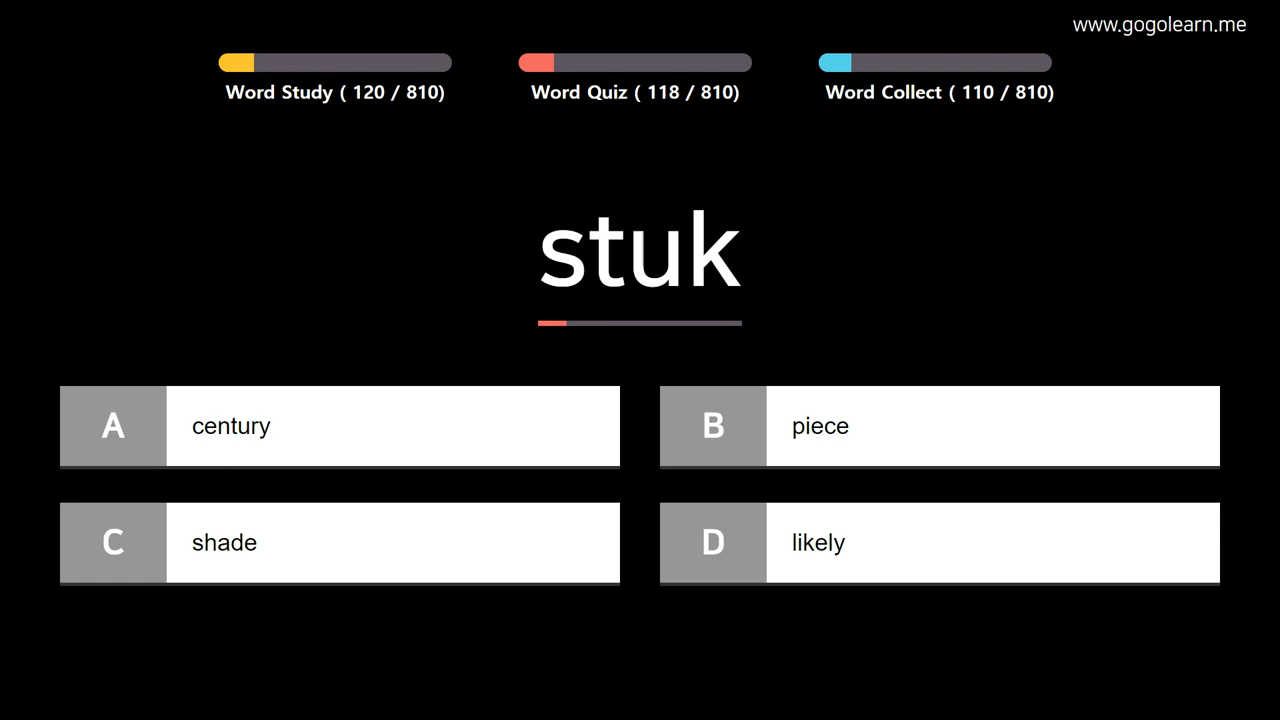 www.gogolearn.me
Word Study ( 120 / 810)
Word Quiz ( 118 / 810)
Word Collect ( 110 / 810)
stuk
A century
B piece
C shade
D likely